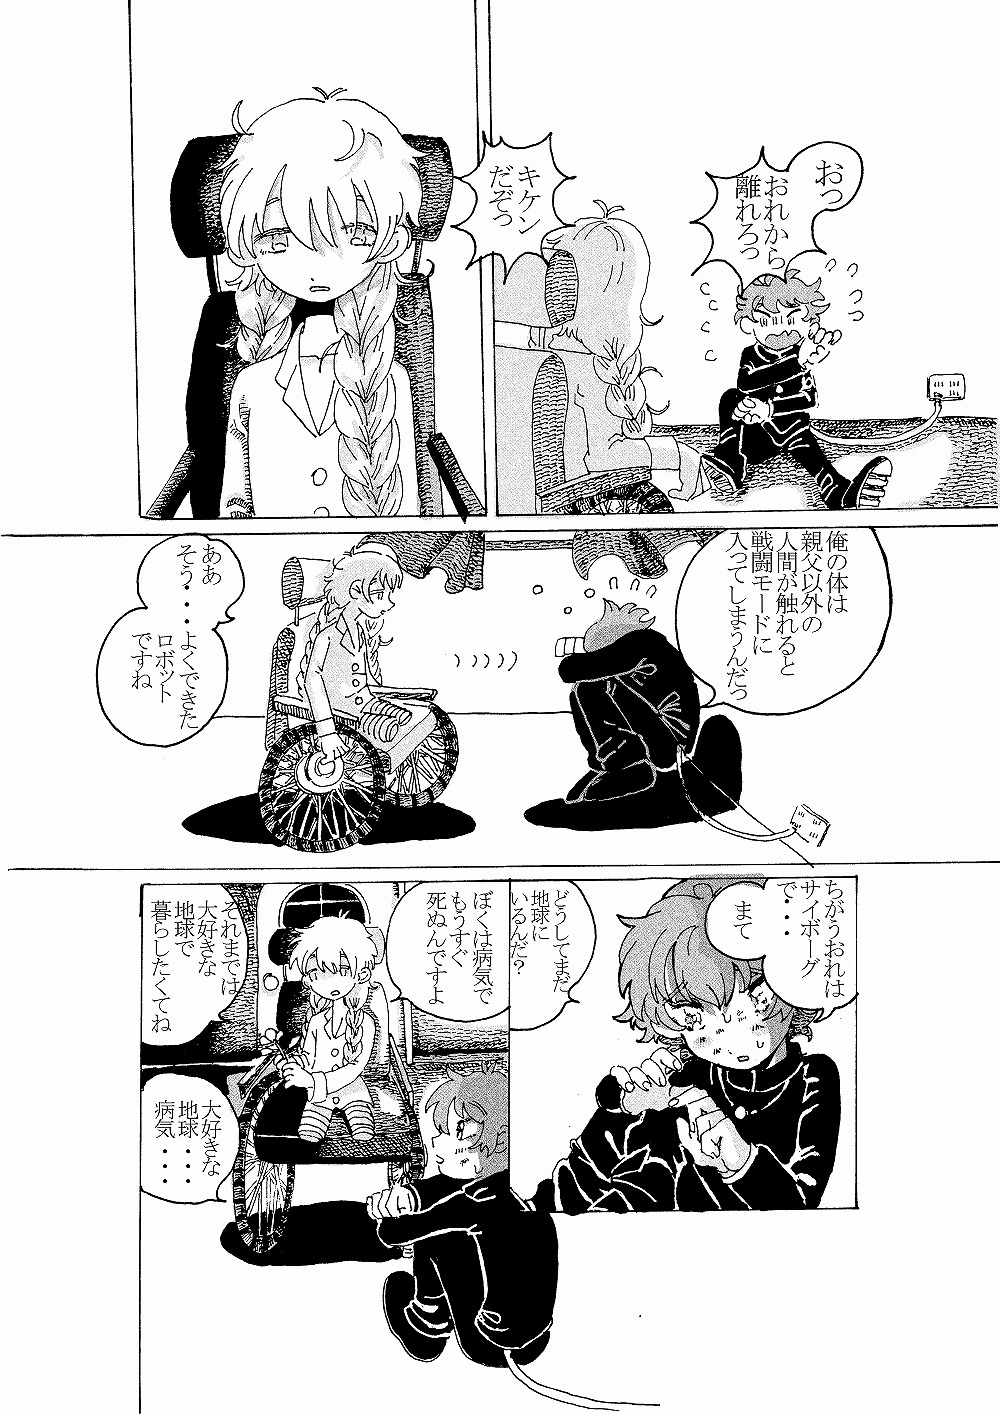 おっ
おれから
離れろっ
キケン
だぞっ
俺の体は
親父以外の
人間が触れると
戦闘モードに
入ってしまうんだっ
ああ
そう・・・よくできた
ロボット
ですね
ちがうおれは
サイボーグ
で・・
まて
どうしてまだ
地球に
いるんだ？
ぼくは病気で
もうすぐ
死ぬんですよ
それまでは
大好きな
地球で
暮らしたくてね
大好きな
地球・・・
病気・・・・